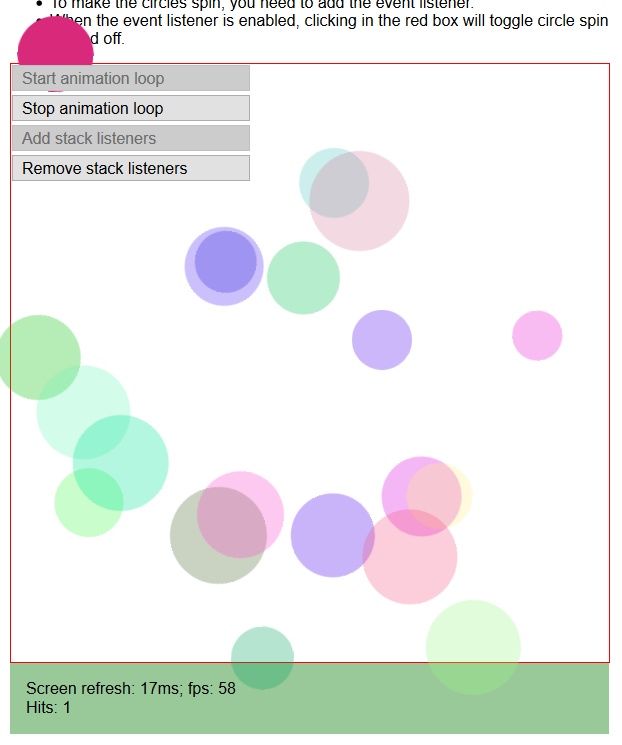 To make the circles spin, you need to add the event listener.
When the event listener is enabled, clicking in the red box will toggle circle spin
d off.
Start animation loop
Stop animation loop
Add stack listeners
Remove stack listeners
Screen refresh: 17ms; fps: 58
Hits: 1